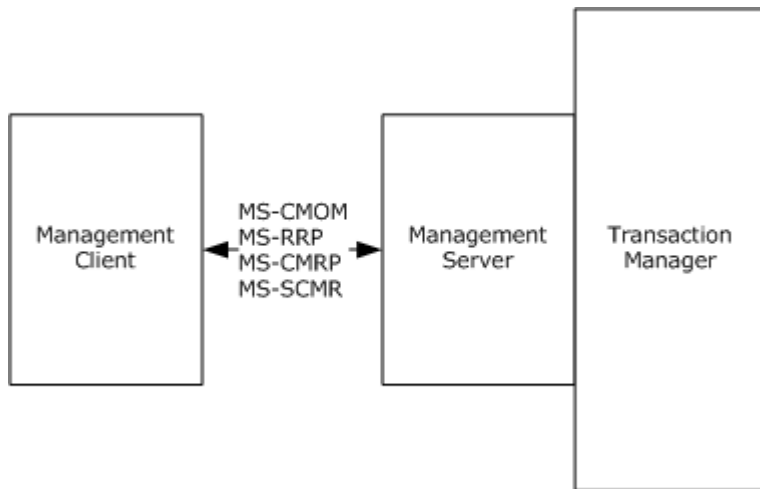 Management
Client
MS-CMOM
MS-RRP
MS-CMRP
MS-SCMR
Management
Server
Transaction
Manager